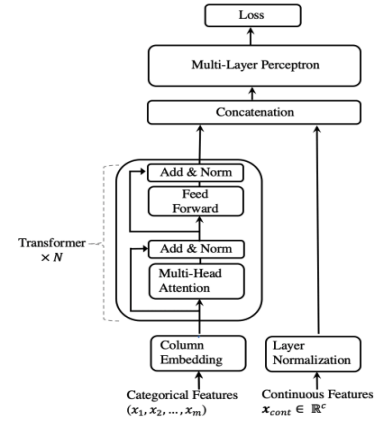 Loss
Multi-Layer Perceptron
Concatenation
Add & Norm
Feed
Forward
Add & Norm
Multi-Head
Attention
Transformer
× N
Column
Embedding
Layer
Normalization
Categorical Features
(x₁, x₂, ..., xₘ)
Continuous Features
x_cont ∈ ℝᶜ